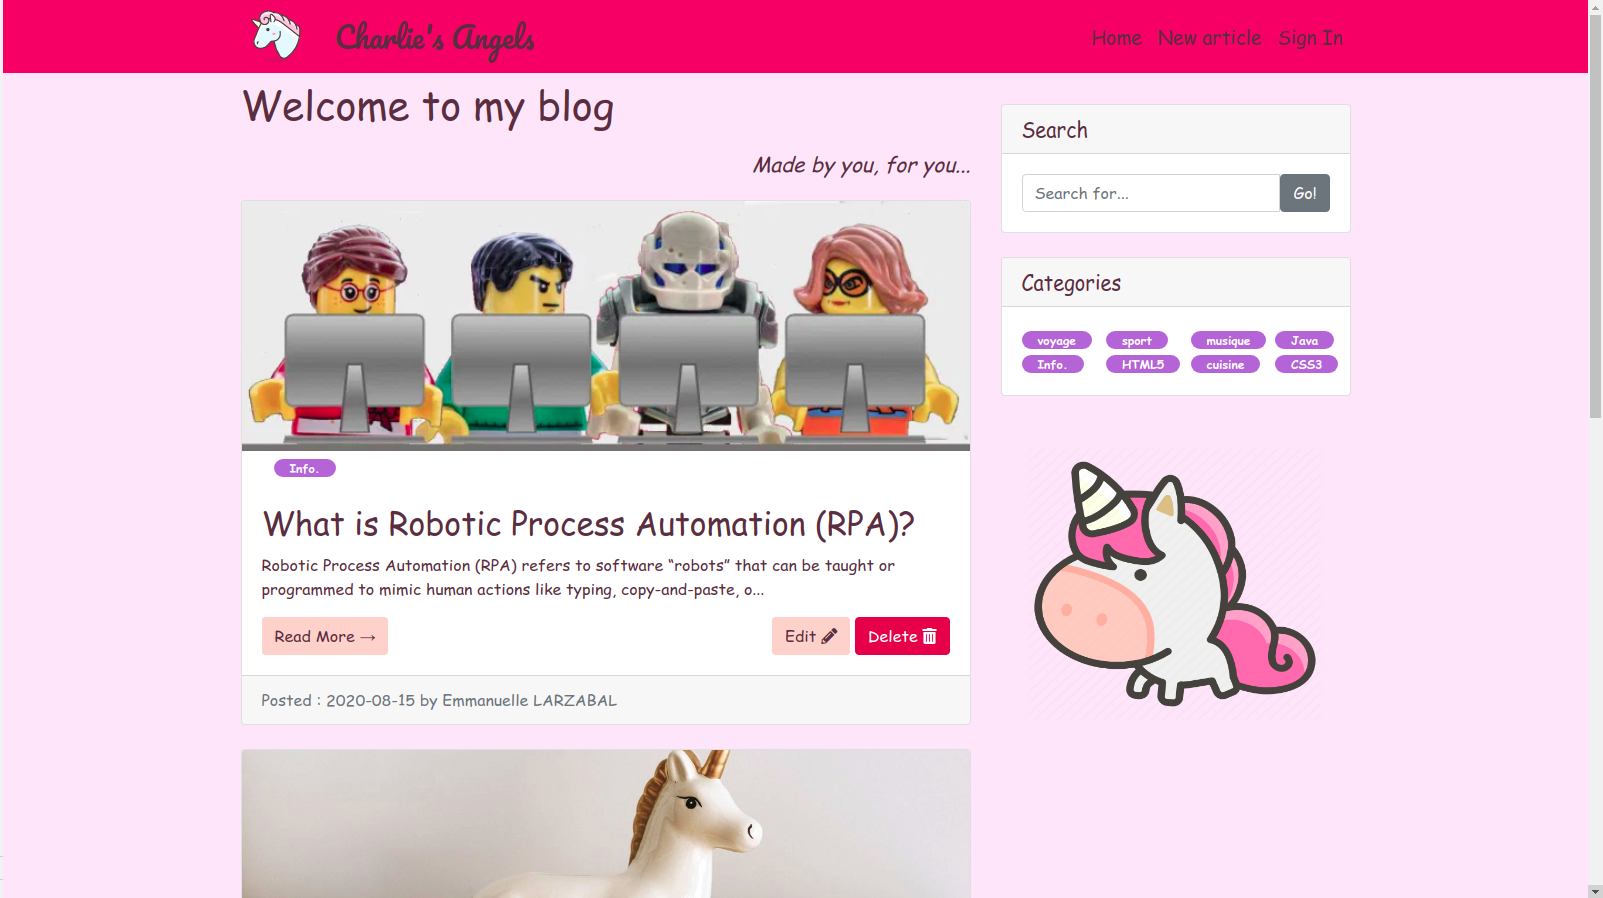 Charlie's Angels
Home New article Sign In
Welcome to my blog
Made by you, for you...
Info.
What is Robotic Process Automation (RPA)?
Robotic Process Automation (RPA) refers to software “robots” that can be taught or
programmed to mimic human actions like typing, copy-and-paste, o...
Read More →
Edit
Delete
Posted : 2020-08-15 by Emmanuelle LARZABAL
Search
Search for... Go!
Categories
voyage sport musique Java
Info. HTML5 cuisine CSS3